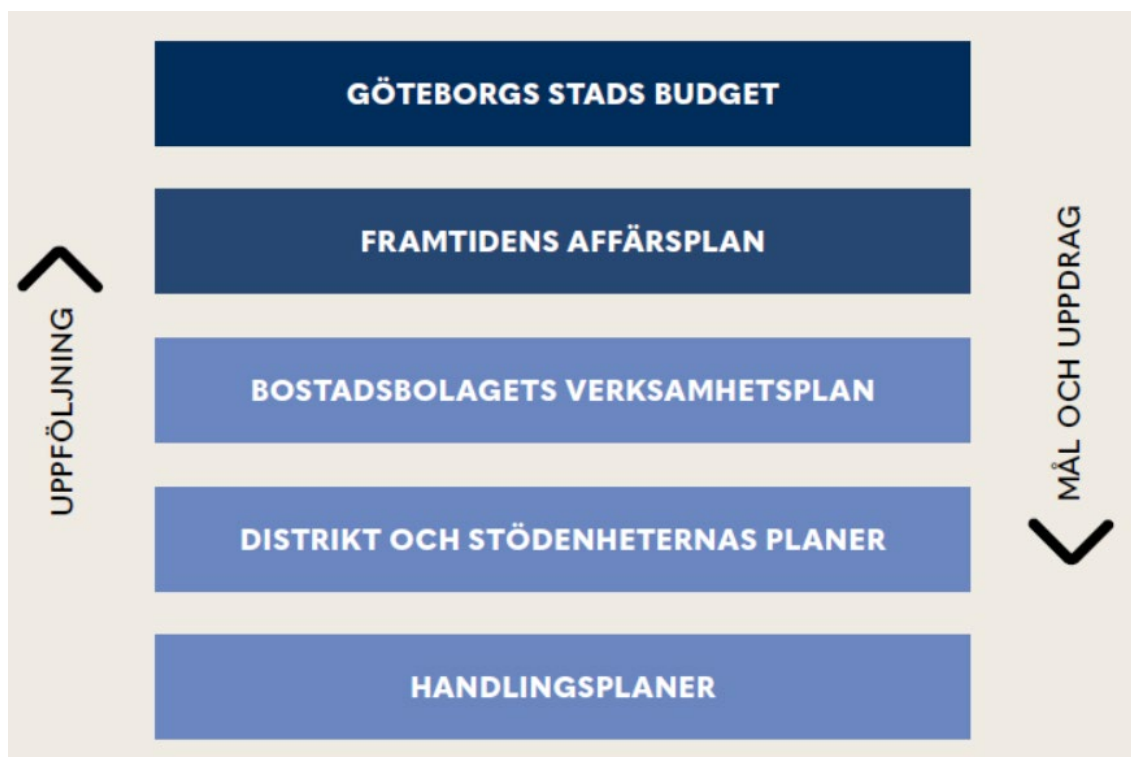 GÖTEBORGS STADS BUDGET
FRAMTIDENS AFFÄRSPLAN
BOSTADSBOLAGETS VERKSAMHETSPLAN
DISTRIKT OCH STÖDENHETERNAS PLANER
HANDLINGSPLANER
UPPFÖLJNING
MÅL OCH UPPDRAG